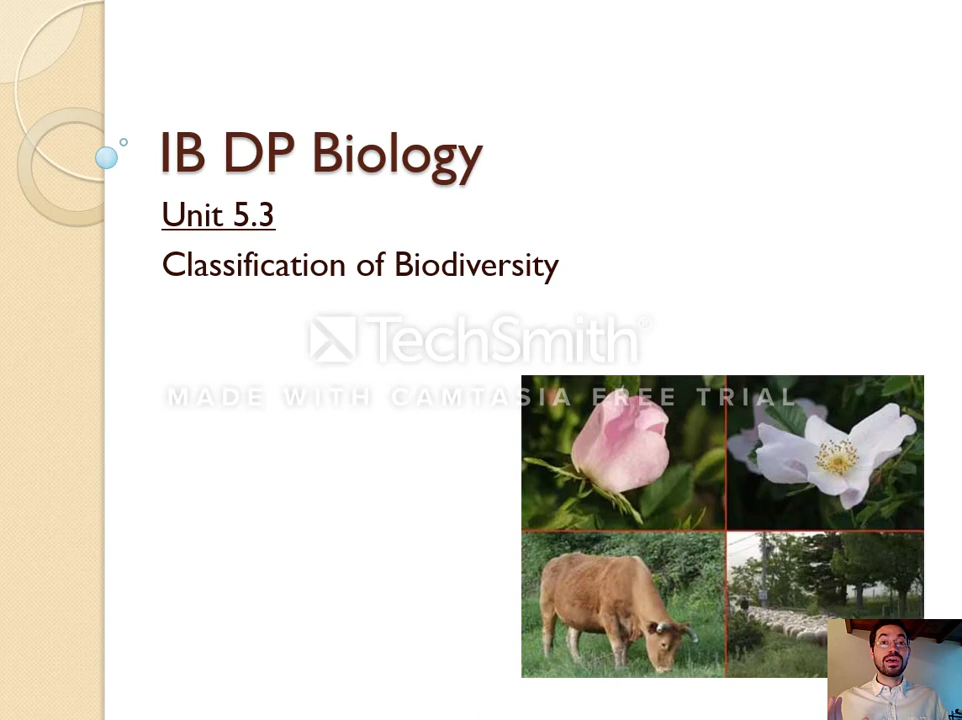 IB DP Biology
Unit 5.3
Classification of Biodiversity
TechSmith
MADE WITH CAMTASIA FREE TRIAL